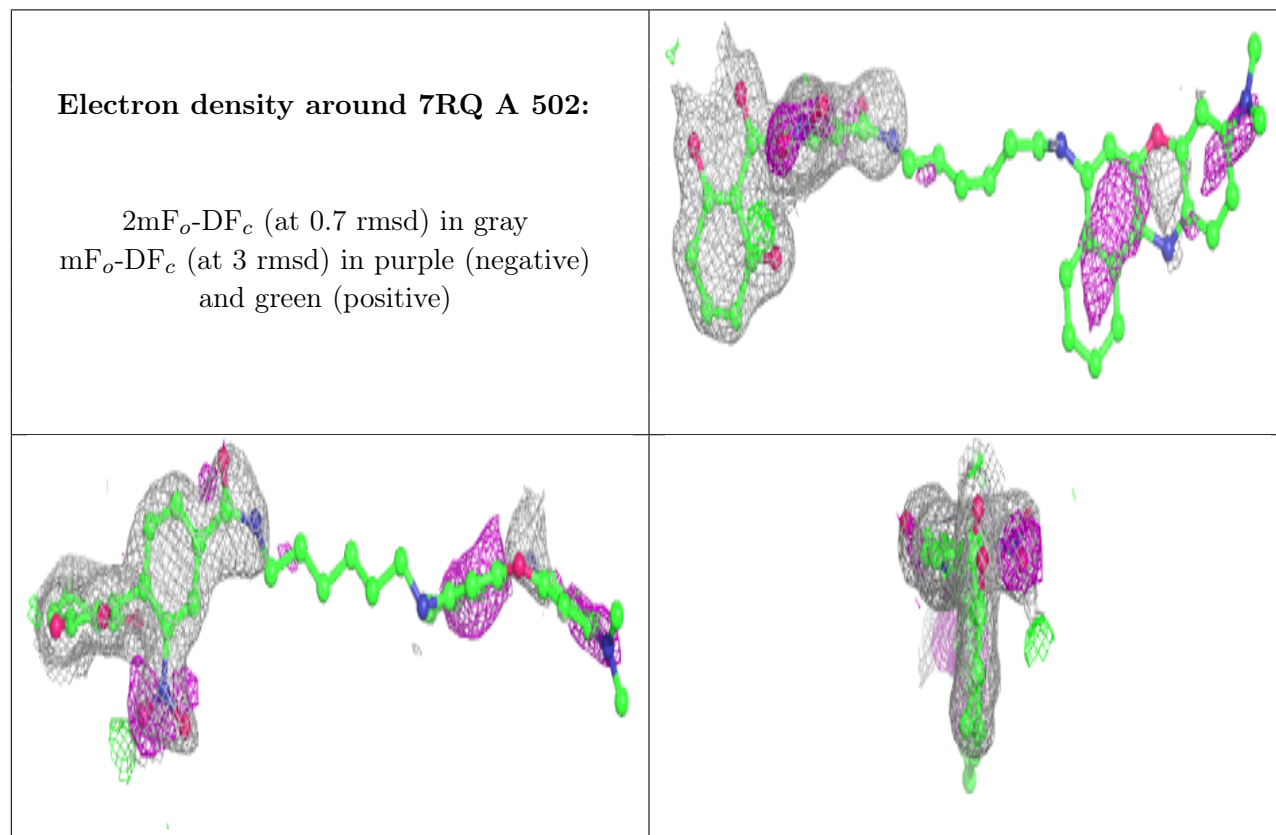 Electron density around 7RQ A 502:
2mFₒ-DF𝑐 (at 0.7 rmsd) in gray
mFₒ-DF𝑐 (at 3 rmsd) in purple (negative)
and green (positive)